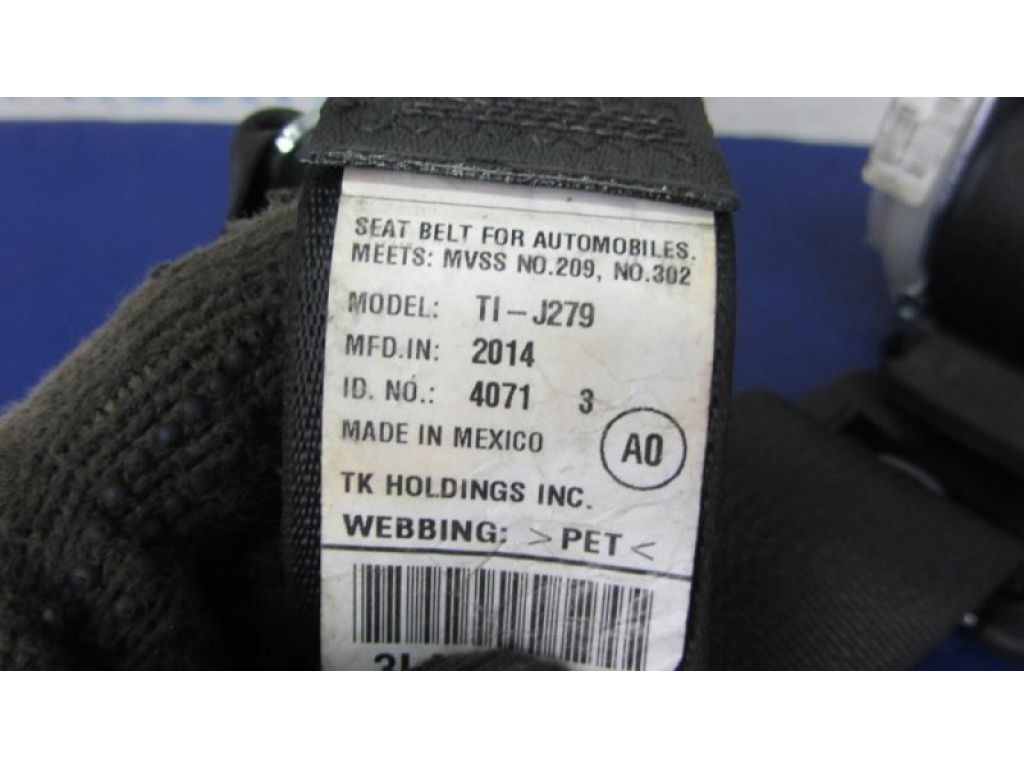 SEAT BELT FOR AUTOMOBILES.
MEETS: MVSS NO.209, NO.302
MODEL: TI-J279
MFD.IN: 2014
ID. NO.: 4071 3
MADE IN MEXICO
A0
TK HOLDINGS INC.
WEBBING: >PET<